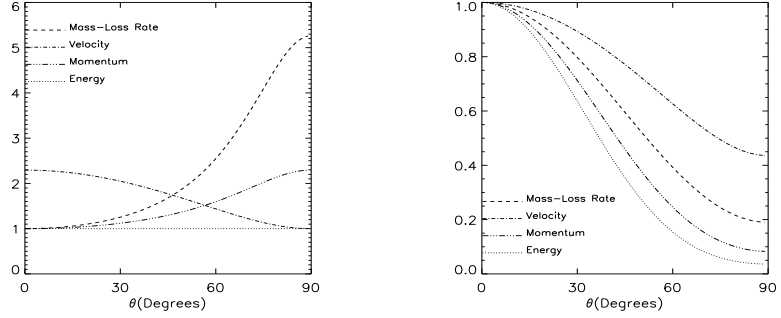 6
5
4
3
2
1
0
Mass-Loss Rate
Velocity
Momentum
Energy
0 30 60 90
θ(Degrees)
1.0
0.8
0.6
0.4
0.2
0.0
Mass-Loss Rate
Velocity
Momentum
Energy
0 30 60 90
θ(Degrees)